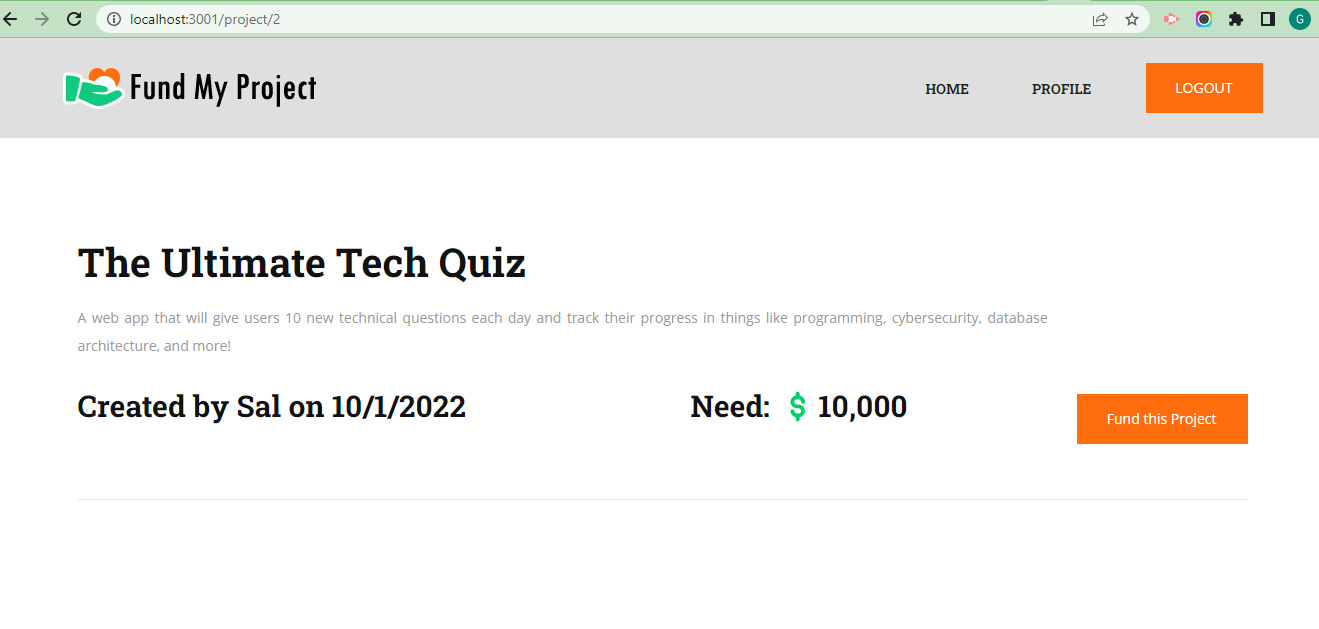 localhost:3001/project/2
G
Fund My Project
HOME
PROFILE
LOGOUT
The Ultimate Tech Quiz
A web app that will give users 10 new technical questions each day and track their progress in things like programming, cybersecurity, database
architecture, and more!
Created by Sal on 10/1/2022
Need: $ 10,000
Fund this Project